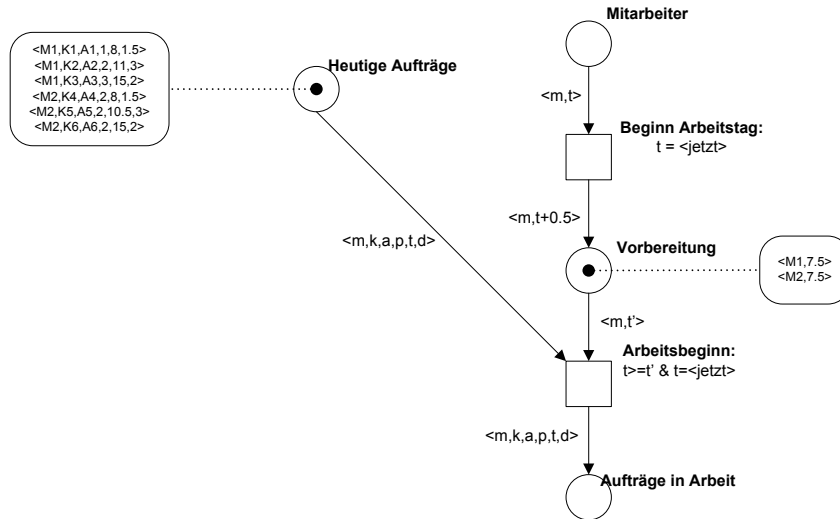 Mitarbeiter
<M1,K1,A1,1,8,1.5>
<M1,K2,A2,2,11,3>
<M1,K3,A3,3,15,2>
<M2,K4,A4,2,8,1.5>
<M2,K5,A5,2,10.5,3>
<M2,K6,A6,2,15,2>
Heutige Aufträge
<m,t>
Beginn Arbeitstag:
t = <jetzt>
<m,t+0.5>
<m,k,a,p,t,d>
Vorbereitung
<M1,7.5>
<M2,7.5>
<m,t’>
Arbeitsbeginn:
t>=t’ & t=<jetzt>
<m,k,a,p,t,d>
Aufträge in Arbeit